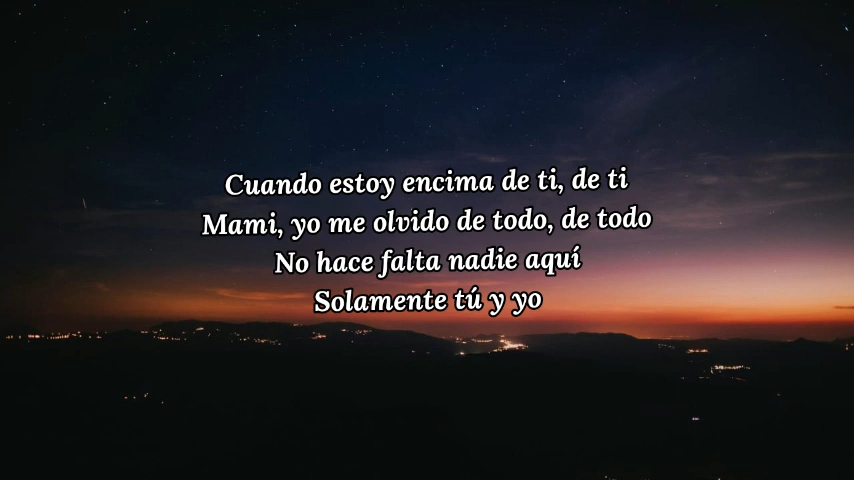 Cuando estoy encima de ti, de ti
Mami, yo me olvido de todo, de todo
No hace falta nadie aquí
Solamente tú y yo